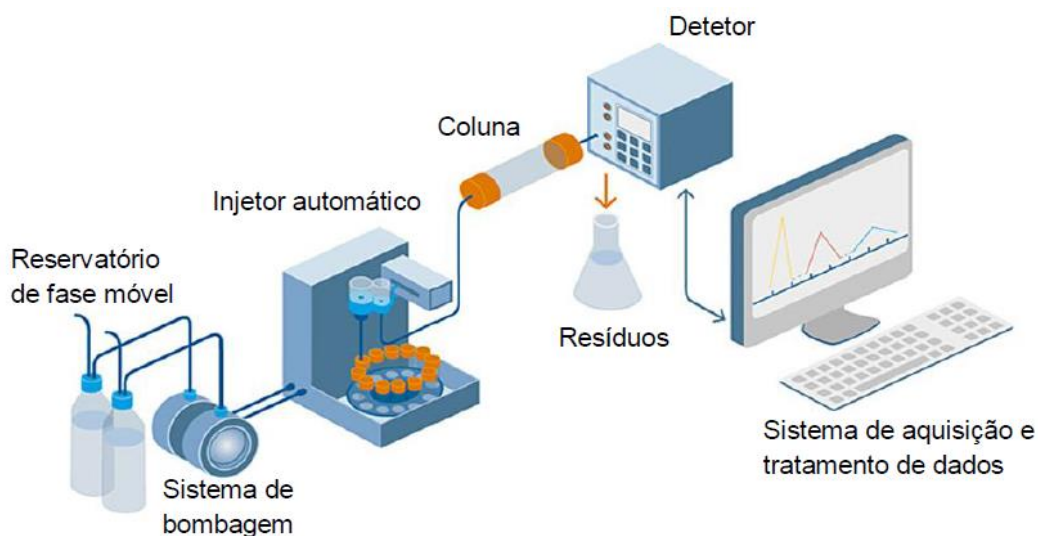 Detetor
Coluna
Injetor automático
Reservatório
de fase móvel
Resíduos
Sistema de
bombagem
Sistema de aquisição e
tratamento de dados